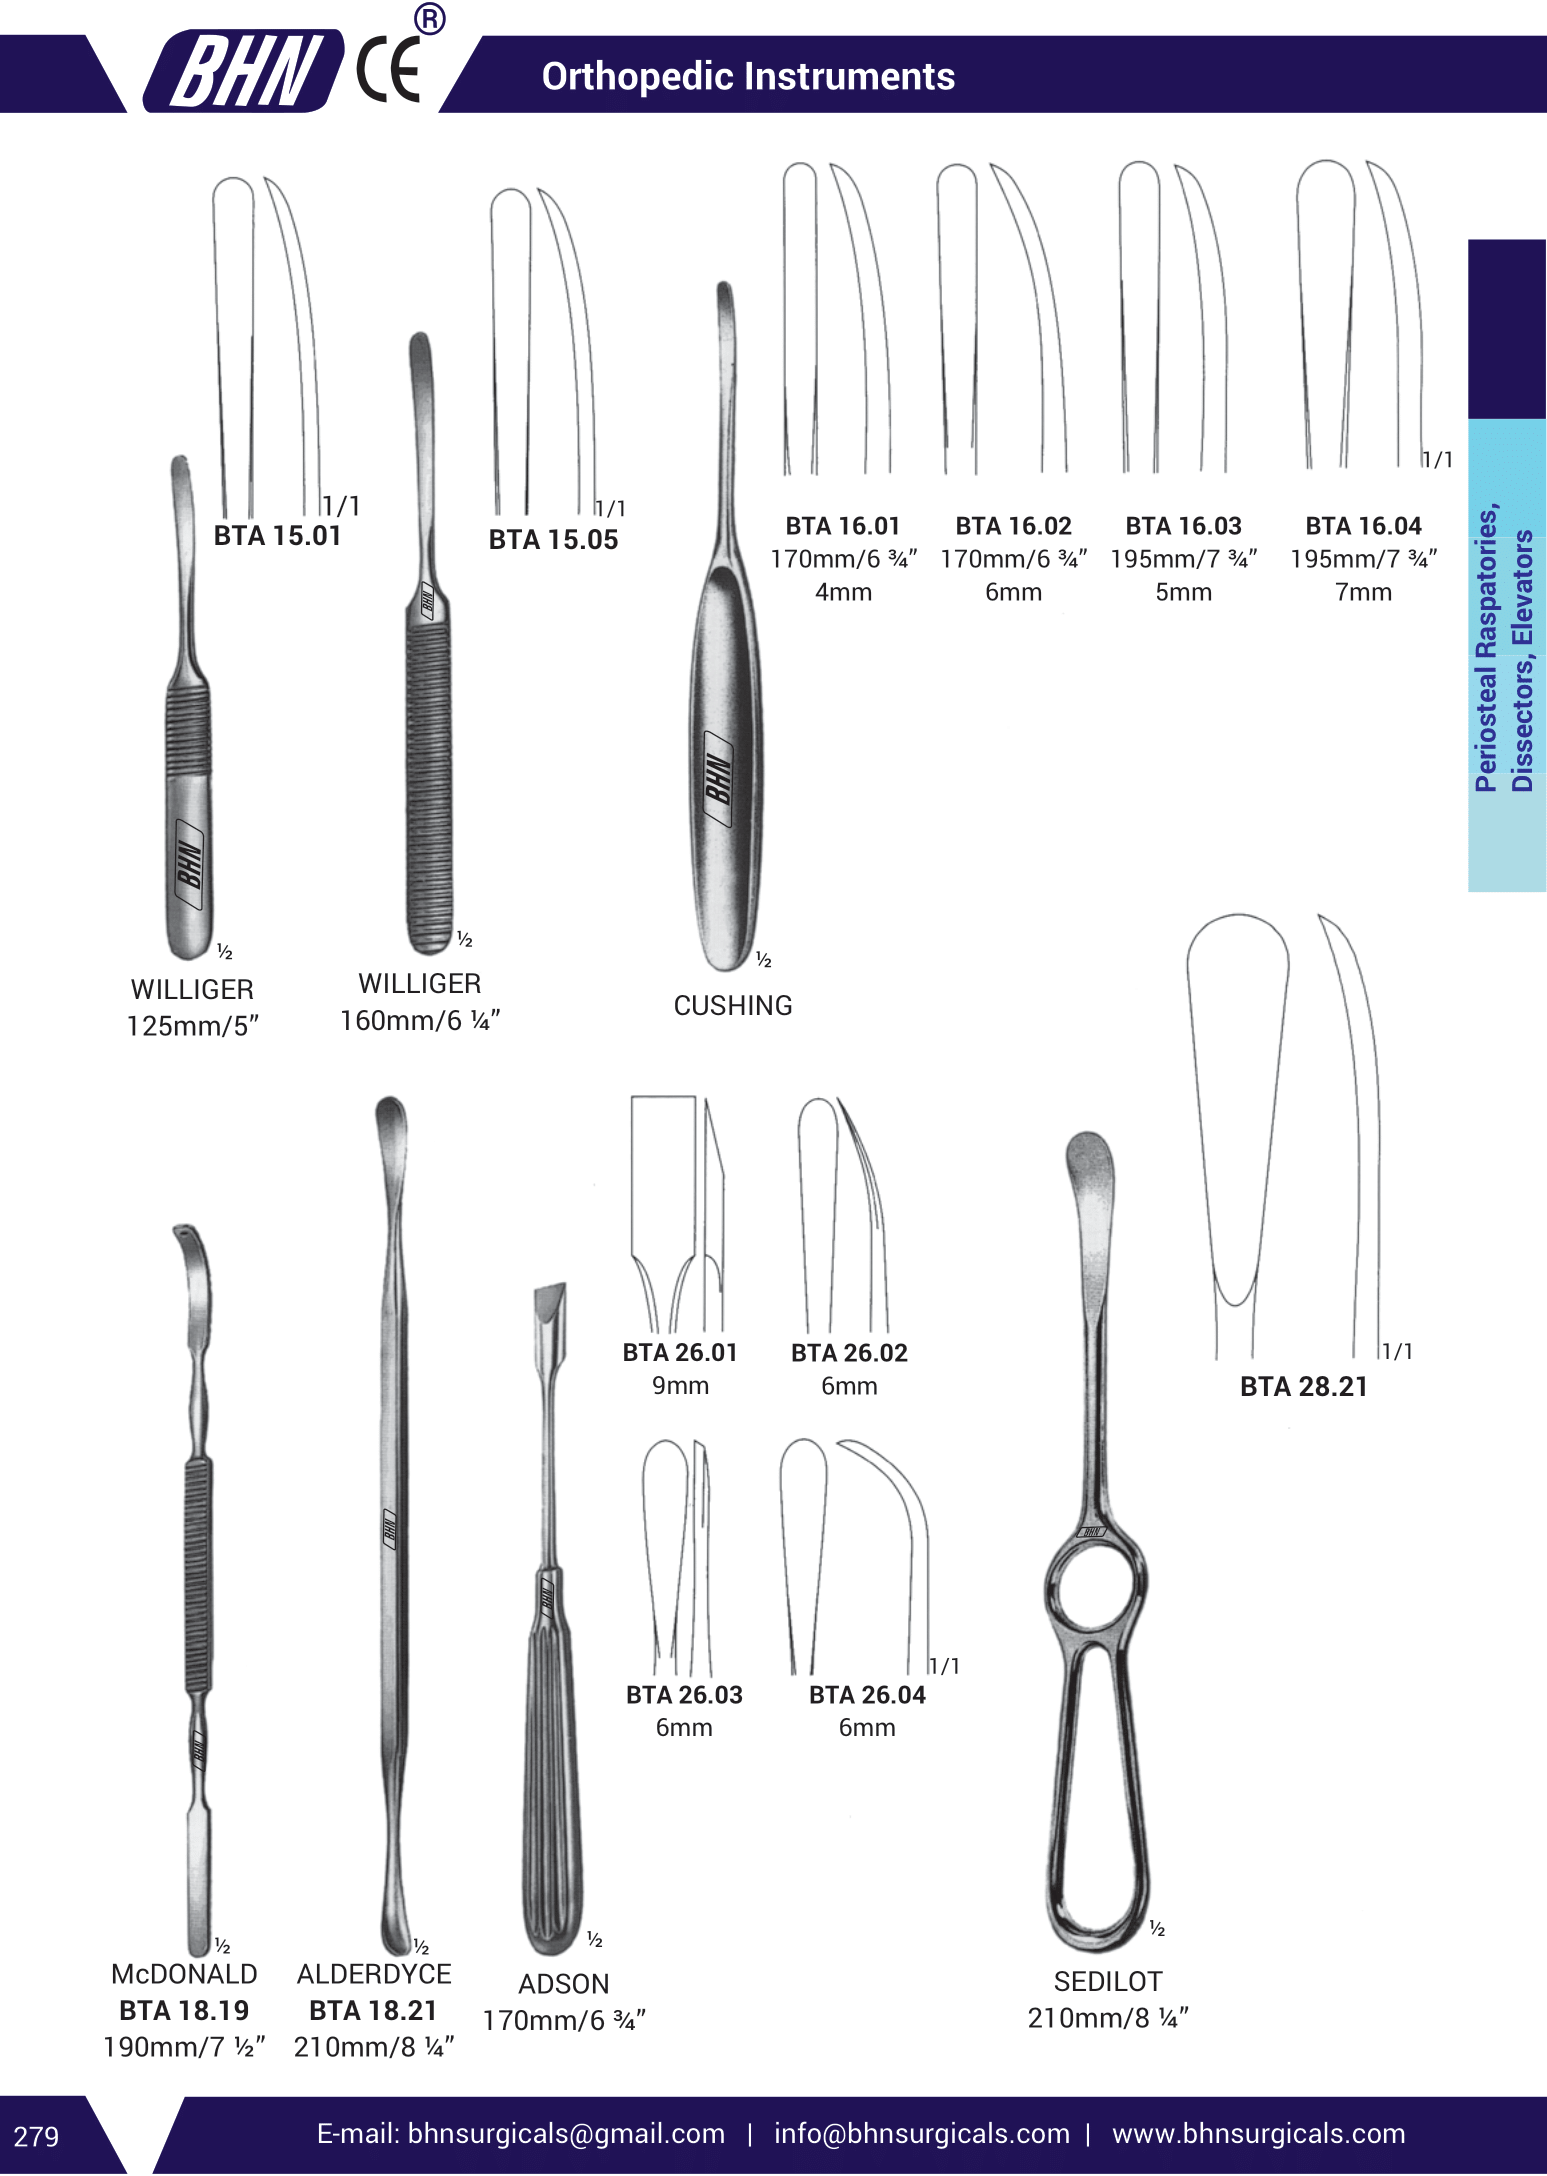 BHN CE ®
Orthopedic Instruments
1/1
BTA 15.01
1/1
BTA 15.05
BTA 16.01
170mm/6 ¾”
4mm
BTA 16.02
170mm/6 ¾”
6mm
BTA 16.03
195mm/7 ¾”
5mm
1/1
BTA 16.04
195mm/7 ¾”
7mm
Periosteal Raspatories,
Dissectors, Elevators
BHN
½
WILLIGER
125mm/5”
BHN
½
WILLIGER
160mm/6 ¼”
BHN
½
CUSHING
1/1
BTA 28.21
BHN
½
McDONALD
BTA 18.19
190mm/7 ½”
BHN
½
ALDERDYCE
BTA 18.21
210mm/8 ¼”
BHN
½
ADSON
170mm/6 ¾”
BTA 26.01
9mm
BTA 26.02
6mm
BTA 26.03
6mm
1/1
BTA 26.04
6mm
BHN
½
SEDILOT
210mm/8 ¼”
279
E-mail: bhnsurgicals@gmail.com | info@bhnsurgicals.com | www.bhnsurgicals.com